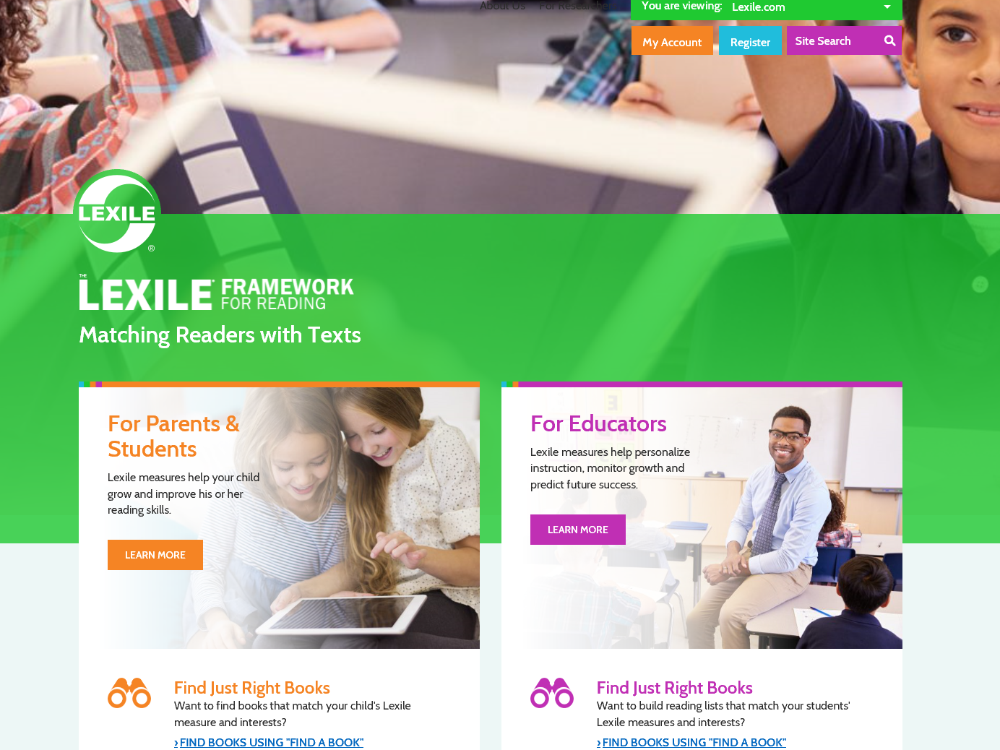 About Us
For Researchers
You are viewing:
Lexile.com
My Account
Register
Site Search
LEXILE
®
THE
LEXILE® FRAMEWORK
FOR READING
Matching Readers with Texts
For Parents &
Students
Lexile measures help your child
grow and improve his or her
reading skills.
LEARN MORE
For Educators
Lexile measures help personalize
instruction, monitor growth and
predict future success.
LEARN MORE
Find Just Right Books
Want to find books that match your child's Lexile
measure and interests?
› FIND BOOKS USING "FIND A BOOK"
Find Just Right Books
Want to build reading lists that match your students'
Lexile measures and interests?
› FIND BOOKS USING "FIND A BOOK"